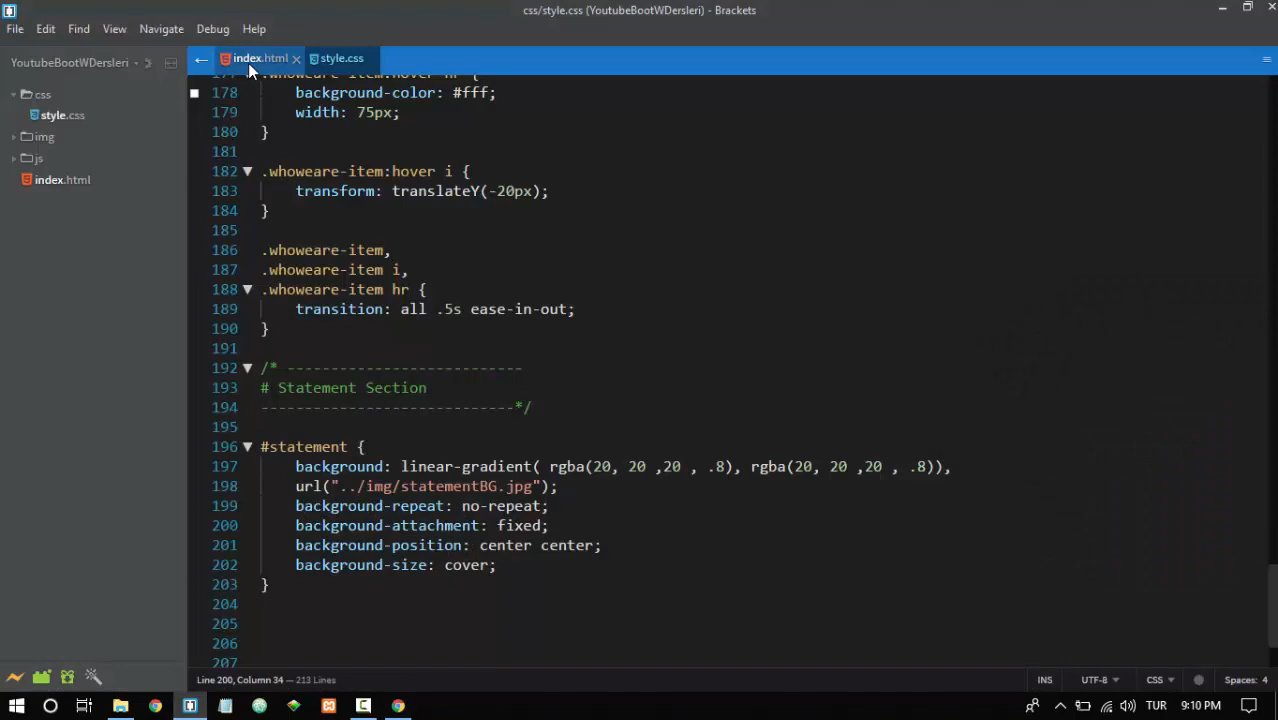 css/style.css (YoutubeBootWDersleri) - Brackets
File Edit Find View Navigate Debug Help
YoutubeBootWDersleri
css
style.css
img
js
index.html
index.html
style.css
177 .whoweare-item:hover hr {
178 background-color: #fff;
179 width: 75px;
180 }
181
182 .whoweare-item:hover i {
183 transform: translateY(-20px);
184 }
185
186 .whoweare-item,
187 .whoweare-item i,
188 .whoweare-item hr {
189 transition: all .5s ease-in-out;
190 }
191
192 /* ---------------------------
193 # Statement Section
194 -----------------------------*/
195
196 #statement {
197 background: linear-gradient( rgba(20, 20 ,20 , .8), rgba(20, 20 ,20 , .8)),
198 url("../img/statementBG.jpg");
199 background-repeat: no-repeat;
200 background-attachment: fixed;
201 background-position: center center;
202 background-size: cover;
203 }
204
205
206
207
Line 200, Column 34 — 213 Lines
INS UTF-8 CSS Spaces: 4
TUR 9:10 PM